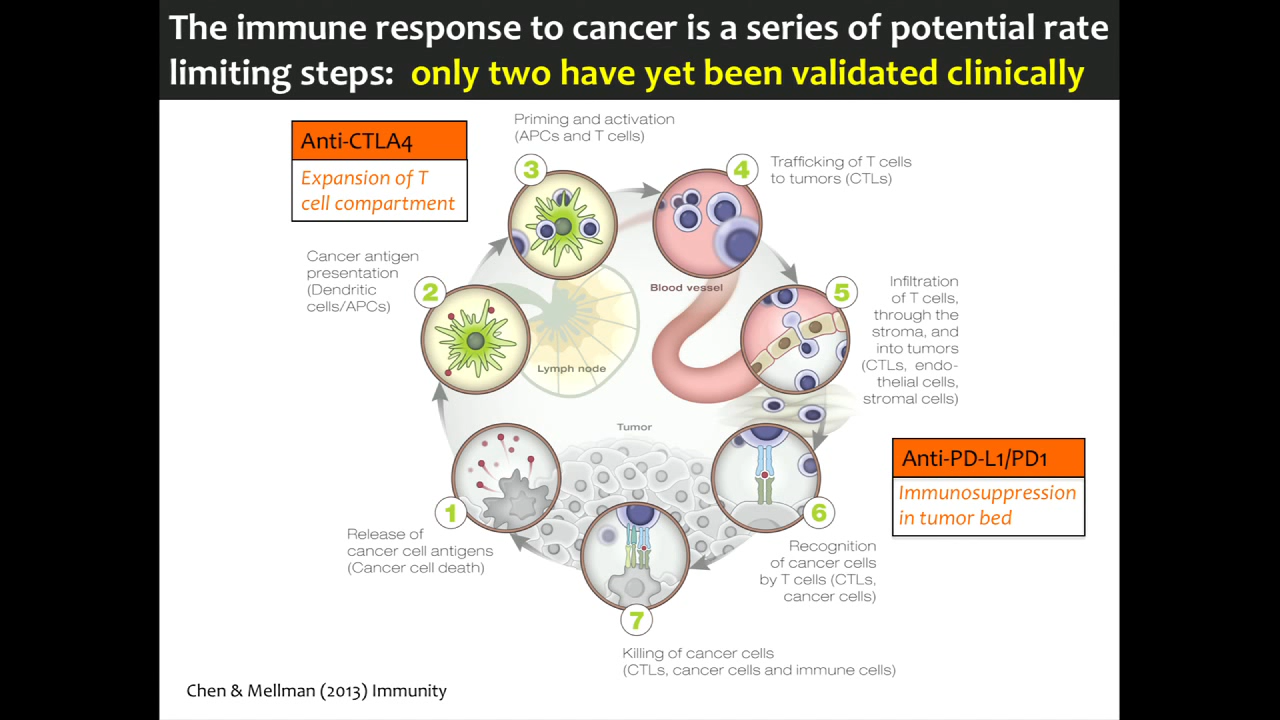 The immune response to cancer is a series of potential rate
limiting steps: only two have yet been validated clinically
Anti-CTLA4
Expansion of T
cell compartment
Priming and activation
(APCs and T cells)
3
4
Trafficking of T cells
to tumors (CTLs)
Cancer antigen
presentation
(Dendritic
cells/APCs)
2
Blood vessel
5
Infiltration
of T cells,
through the
stroma, and
into tumors
(CTLs, endo-
thelial cells,
stromal cells)
Lymph node
Tumor
Anti-PD-L1/PD1
Immunosuppression
in tumor bed
1
Release of
cancer cell antigens
(Cancer cell death)
6
Recognition
of cancer cells
by T cells (CTLs,
cancer cells)
7
Killing of cancer cells
(CTLs, cancer cells and immune cells)
Chen & Mellman (2013) Immunity